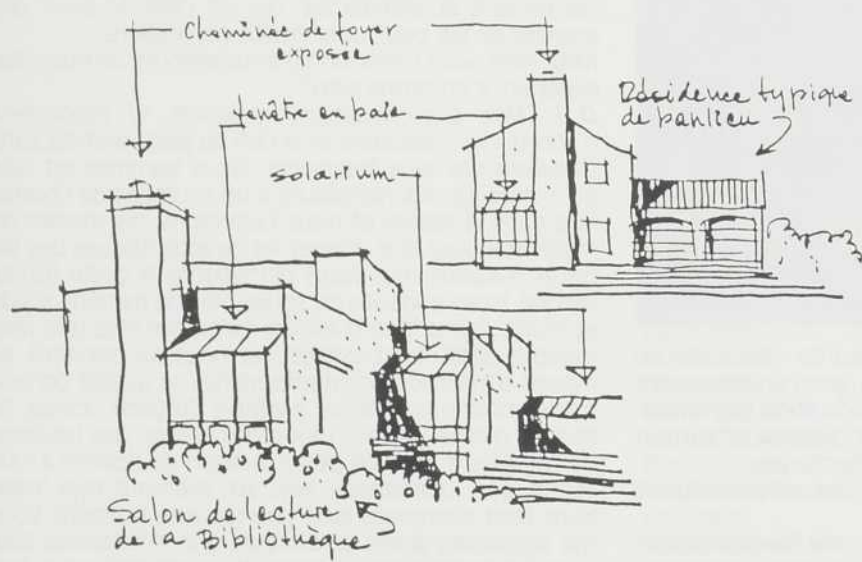 Cheminée de foyer
exposée
fenêtre en baie
solarium
Résidence typique
de banlieu
Salon de lecture
de la Bibliothèque